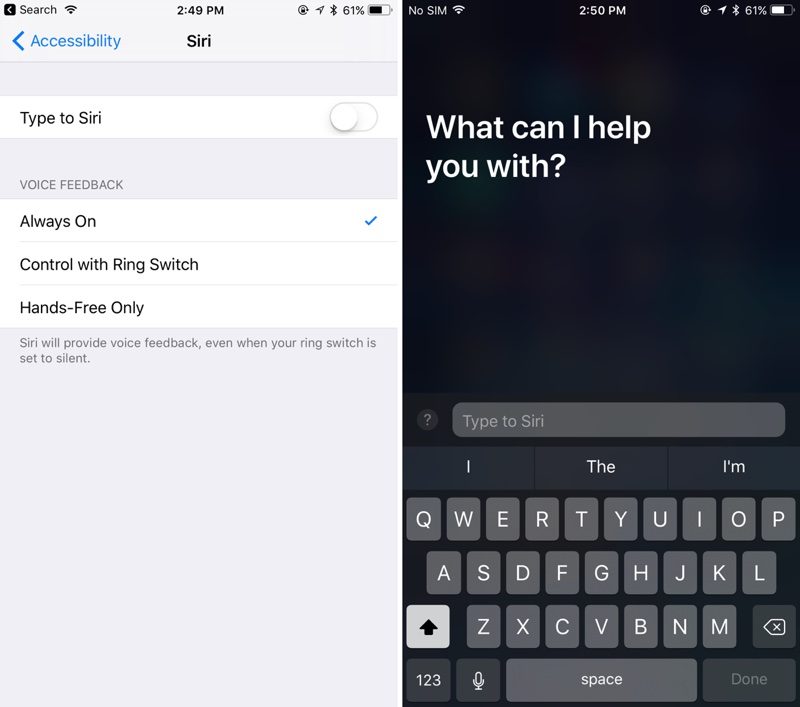 Search 2:49 PM 61%
Accessibility Siri
Type to Siri
VOICE FEEDBACK
Always On
Control with Ring Switch
Hands-Free Only
Siri will provide voice feedback, even when your ring switch is
set to silent.
No SIM 2:50 PM 61%
What can I help
you with?
? Type to Siri
I The I'm
Q W E R T Y U I O P
A S D F G H J K L
Z X C V B N M
123 space Done